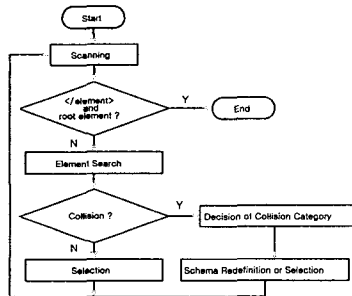 Start
Scanning
</element>
and
root element ?
Y
End
N
Element Search
Collision ?
Y
Decision of Collision Category
N
Selection
Schema Redefinition or Selection